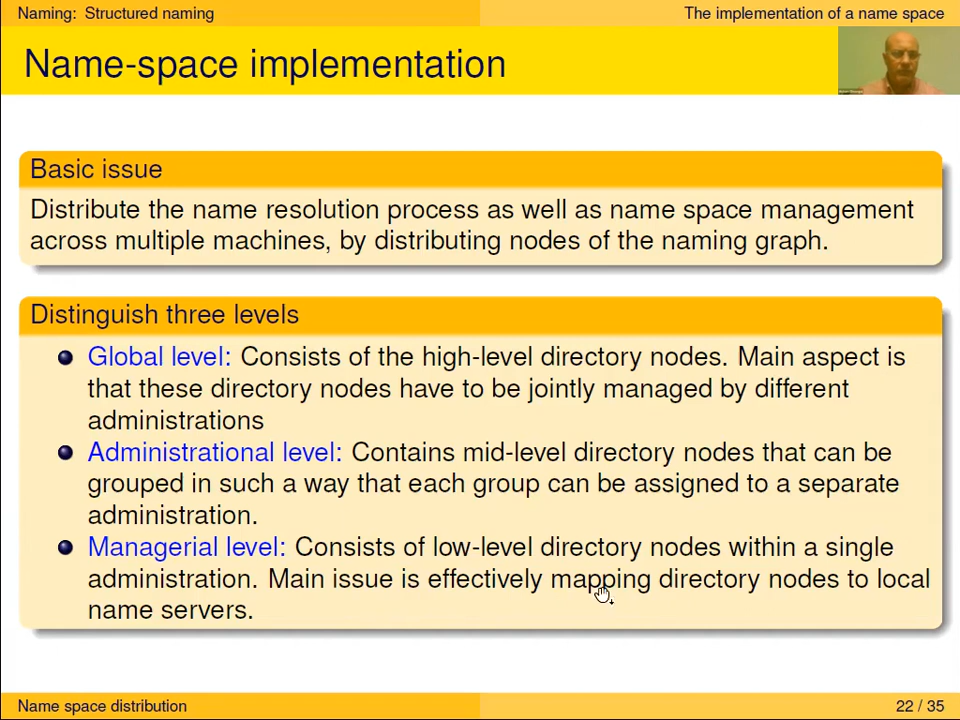 Naming: Structured naming
The implementation of a name space
Name-space implementation
Basic issue
Distribute the name resolution process as well as name space management
across multiple machines, by distributing nodes of the naming graph.
Distinguish three levels
Global level: Consists of the high-level directory nodes. Main aspect is
that these directory nodes have to be jointly managed by different
administrations
Administrational level: Contains mid-level directory nodes that can be
grouped in such a way that each group can be assigned to a separate
administration.
Managerial level: Consists of low-level directory nodes within a single
administration. Main issue is effectively mapping directory nodes to local
name servers.
Name space distribution
22 / 35